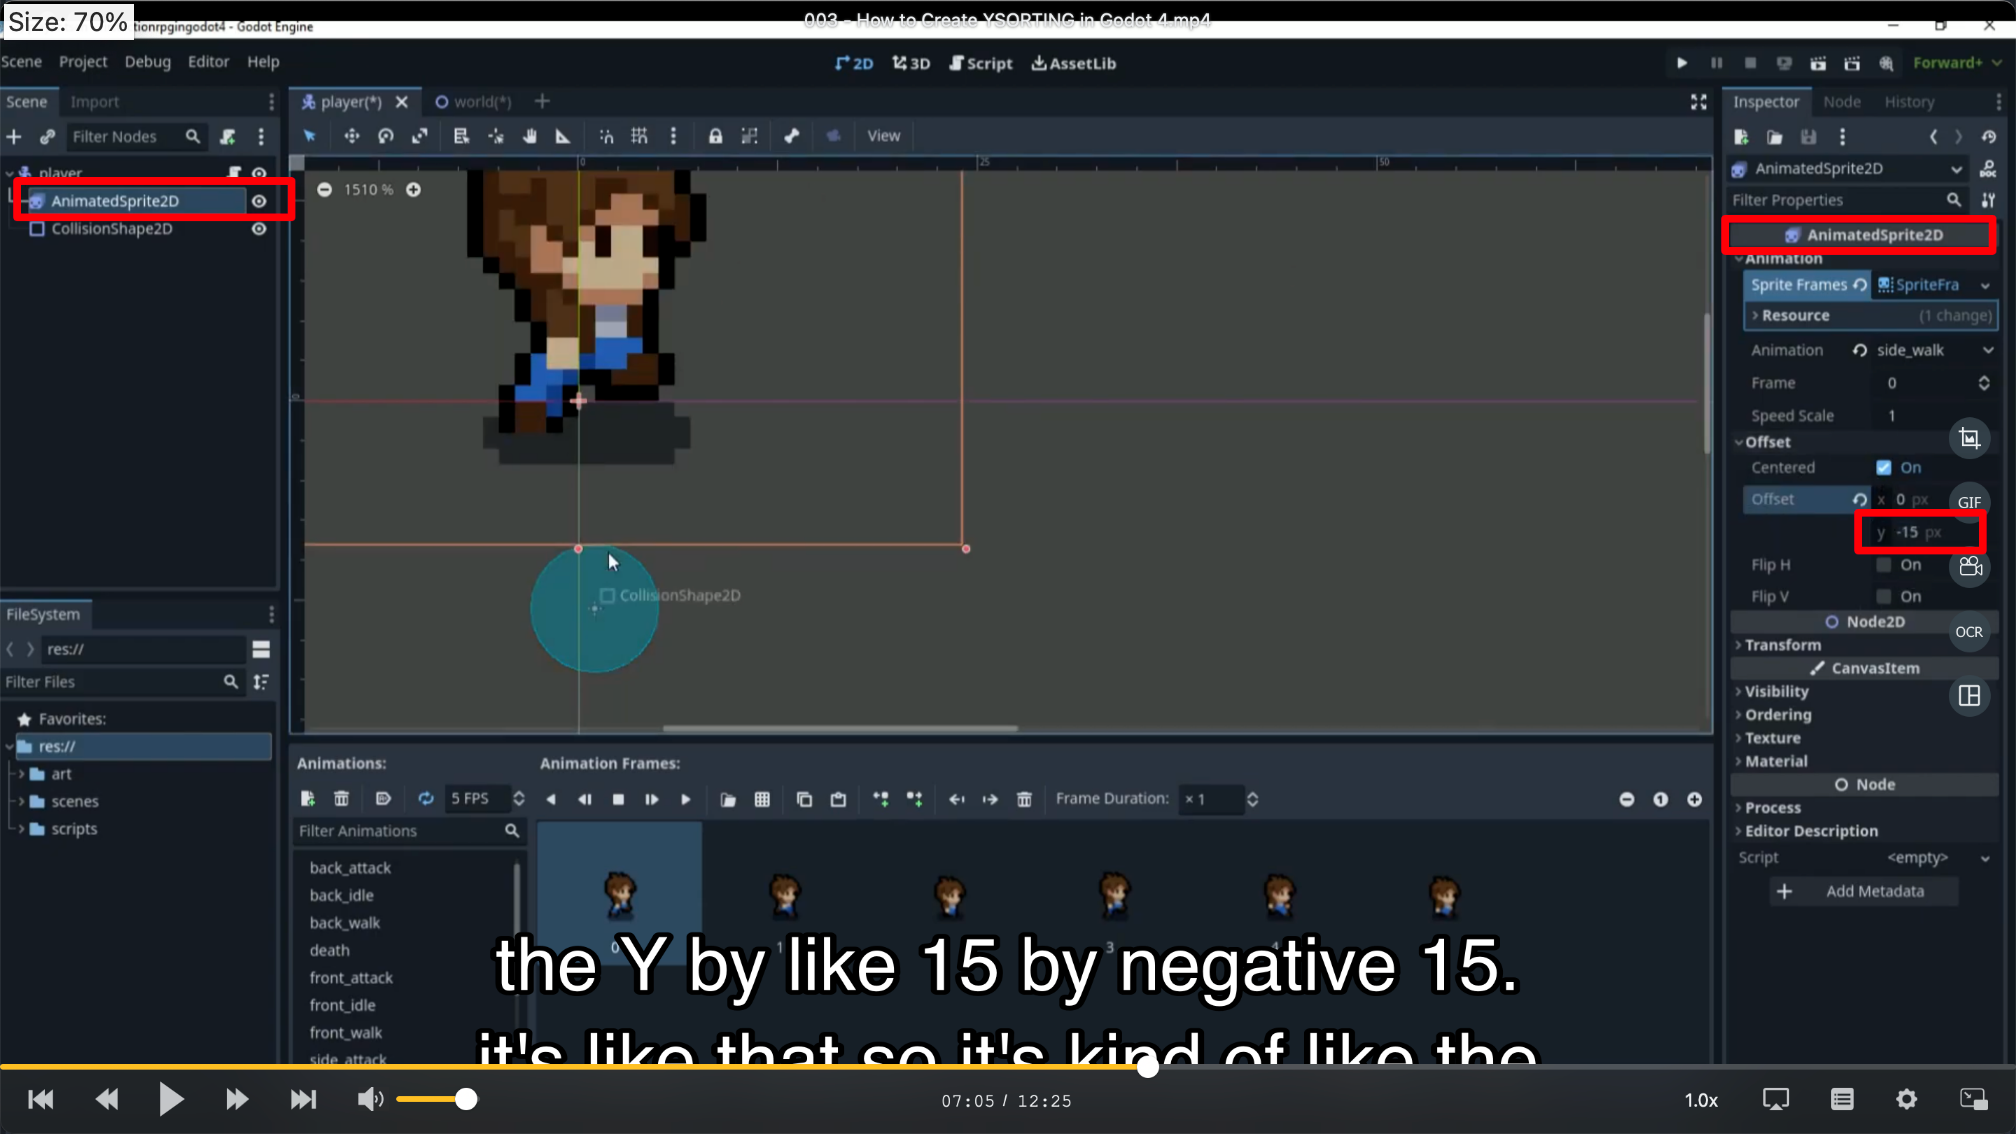 Size: 70%
003 - How to Create YSORTING in Godot 4.mp4
tionrpgingodot4 - Godot Engine
Scene Project Debug Editor Help
2D 3D Script AssetLib
Forward+
Scene Import
player(*) world(*)
Inspector Node History
Filter Nodes
View
player
AnimatedSprite2D
CollisionShape2D
0 25 50
0
1510 %
CollisionShape2D
AnimatedSprite2D
Filter Properties
AnimatedSprite2D
Animation
Sprite Frames SpriteFra
Resource (1 change)
Animation side_walk
Frame 0
Speed Scale 1
Offset
Centered On
Offset x 0 px
GIF
y -15 px
Flip H On
Flip V On
Node2D
OCR
Transform
CanvasItem
Visibility
Ordering
Texture
Material
Node
Process
Editor Description
Script <empty>
Add Metadata
FileSystem
res://
Filter Files
Favorites:
res://
art
scenes
scripts
Animations:
Animation Frames:
5 FPS
Frame Duration: × 1
Filter Animations
back_attack
back_idle
back_walk
death
front_attack
front_idle
front_walk
side_attack
0 1 3 4
the Y by like 15 by negative 15.
it's like that so it's kind of like the
07:05 / 12:25
1.0x